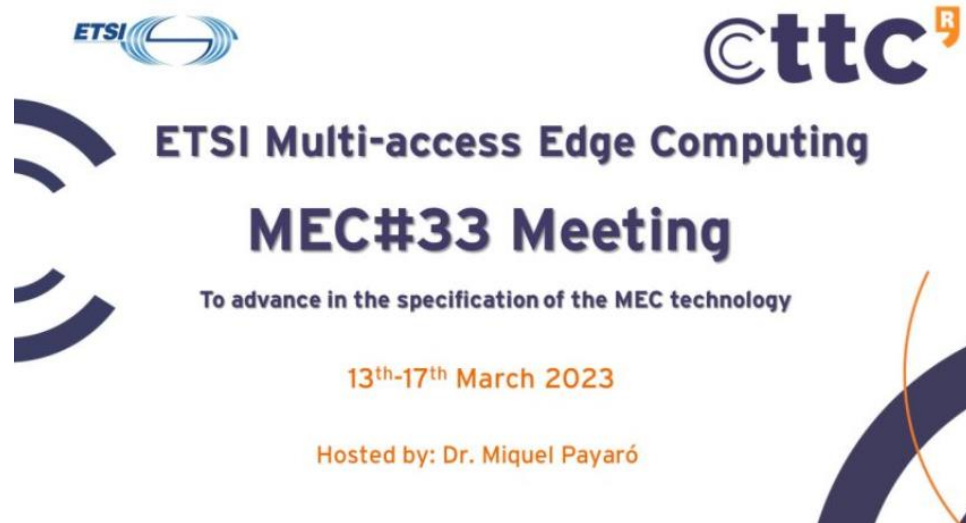 ETSI
cttc R
ETSI Multi-access Edge Computing
MEC#33 Meeting
To advance in the specification of the MEC technology
13th-17th March 2023
Hosted by: Dr. Miquel Payaró